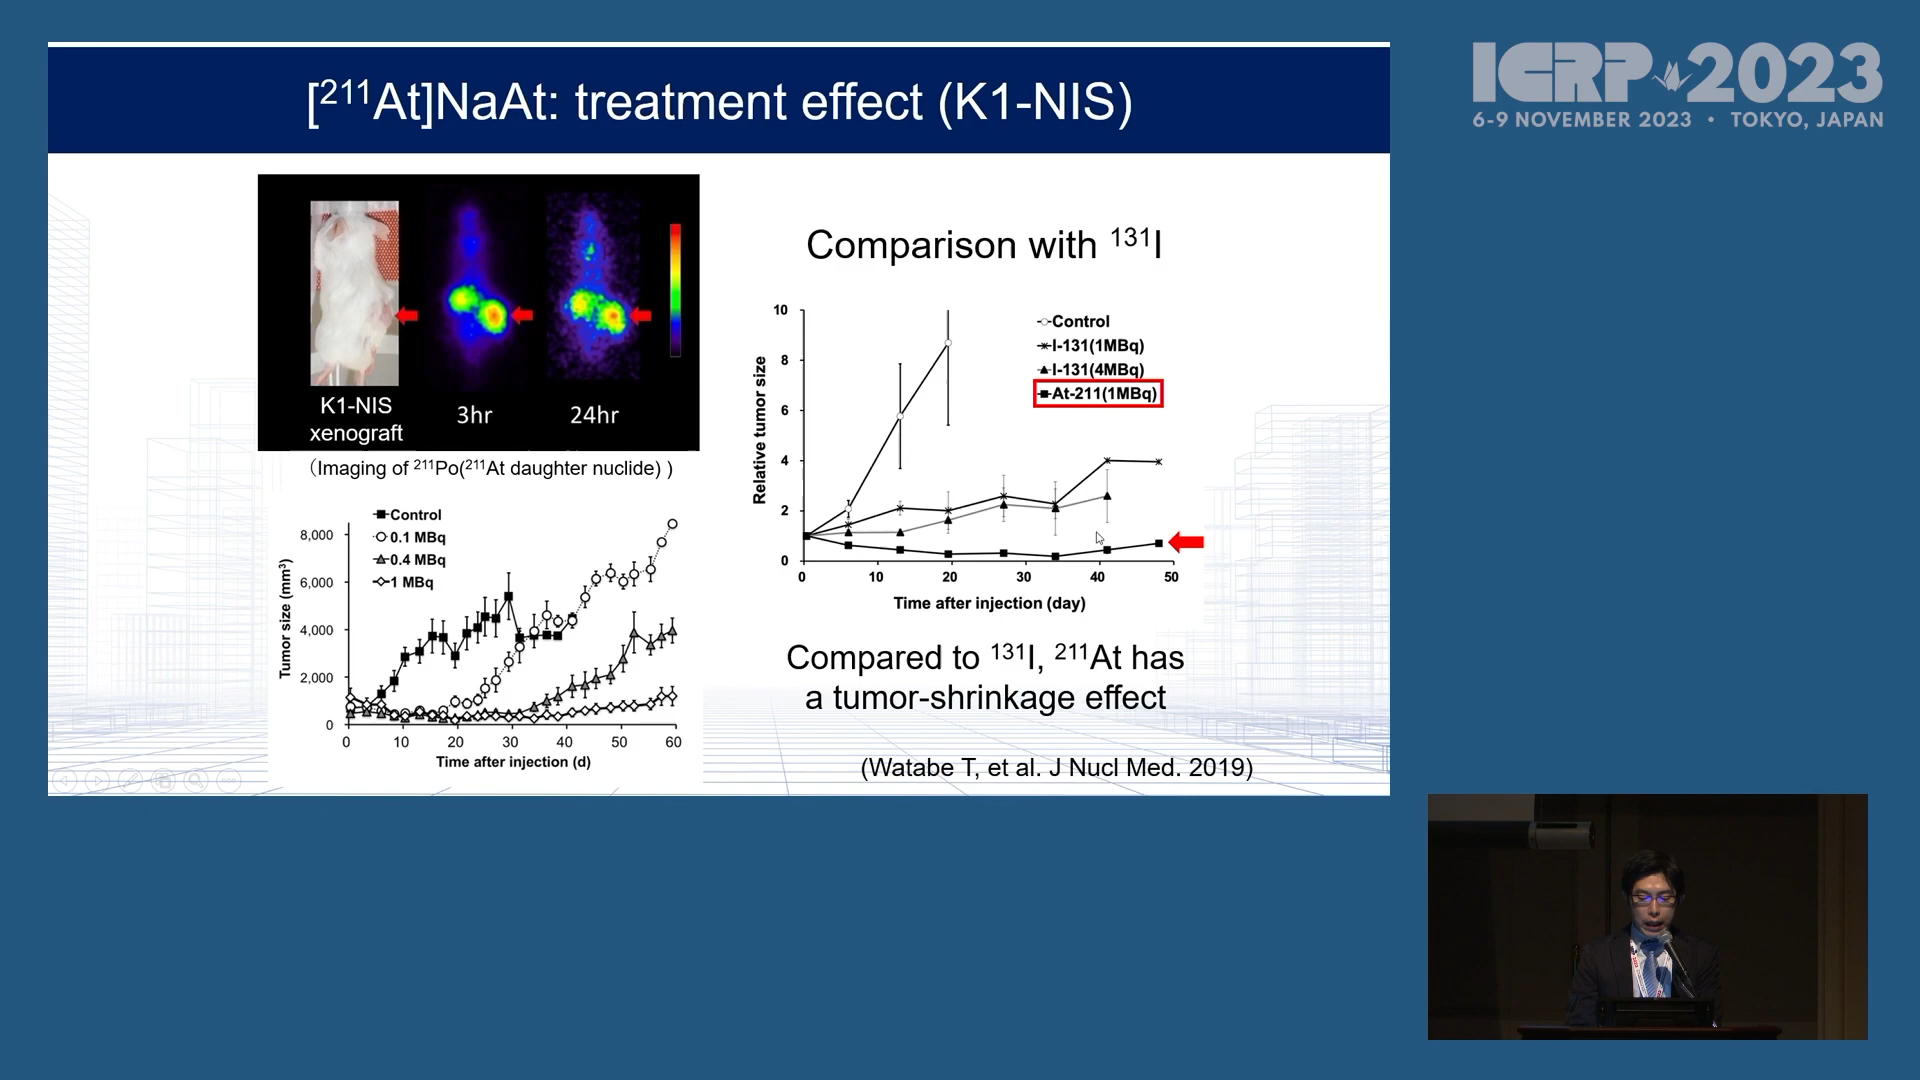 [²¹¹At]NaAt: treatment effect (K1-NIS)
ICRP 2023
6-9 NOVEMBER 2023 • TOKYO, JAPAN
K1-NIS
xenograft
3hr
24hr
(Imaging of ²¹¹Po(²¹¹At daughter nuclide) )
Control
0.1 MBq
0.4 MBq
1 MBq
Tumor size (mm³)
8,000
6,000
4,000
2,000
0
0 10 20 30 40 50 60
Time after injection (d)
Comparison with ¹³¹I
Control
I-131(1MBq)
I-131(4MBq)
At-211(1MBq)
Relative tumor size
10
8
6
4
2
0
0 10 20 30 40 50
Time after injection (day)
Compared to ¹³¹I, ²¹¹At has
a tumor-shrinkage effect
(Watabe T, et al. J Nucl Med. 2019)